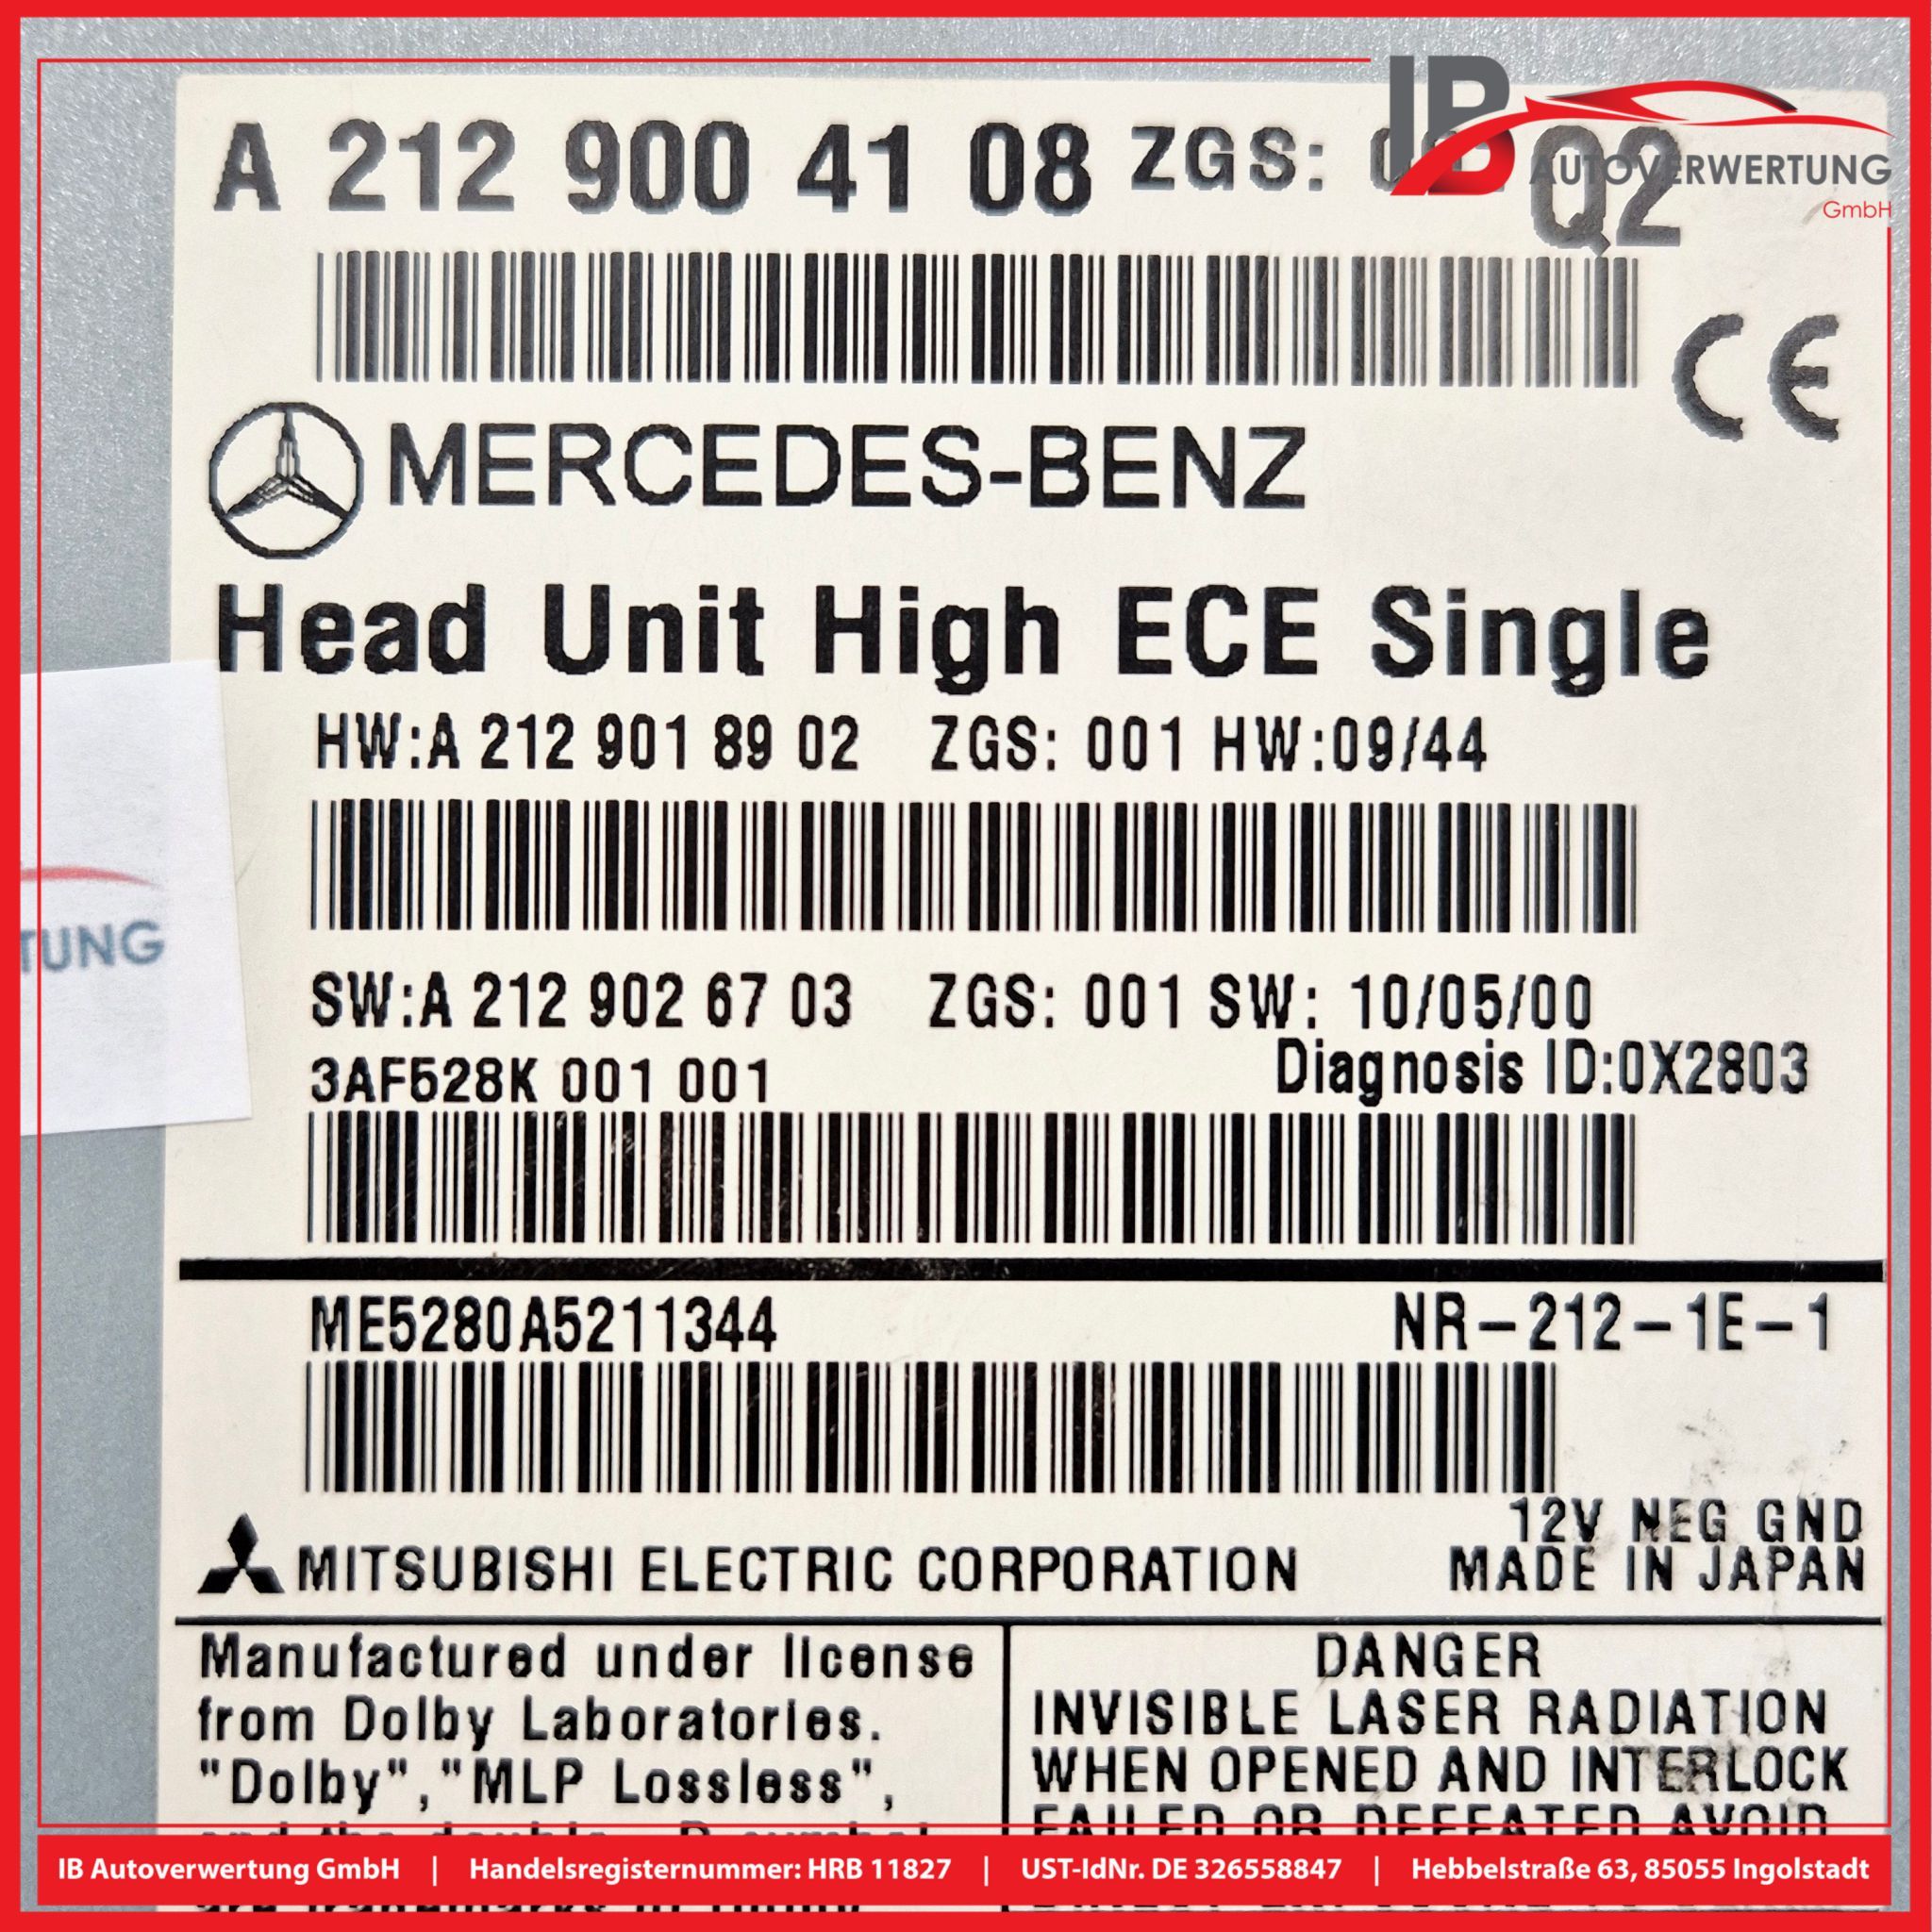 A 212 900 41 08 ZGS: Q2
IB AUTOVERWERTUNG
GmbH
CE
MERCEDES-BENZ
Head Unit High ECE Single
HW:A 212 901 89 02 ZGS: 001 HW:09/44
TUNG
SW:A 212 902 67 03 ZGS: 001 SW: 10/05/00
3AF528K 001 001 Diagnosis ID:0X2803
ME5280A5211344 NR-212-1E-1
12V NEG GND
MITSUBISHI ELECTRIC CORPORATION MADE IN JAPAN
Manufactured under license
from Dolby Laboratories.
"Dolby","MLP Lossless",
DANGER
INVISIBLE LASER RADIATION
WHEN OPENED AND INTERLOCK
FAILED OR DEFEATED AVOID
IB Autoverwertung GmbH | Handelsregisternummer: HRB 11827 | UST-IdNr. DE 326558847 | Hebbelstraße 63, 85055 Ingolstadt